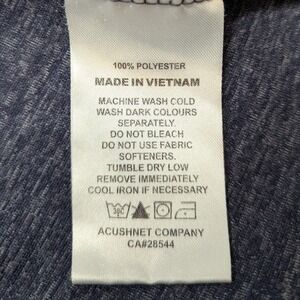 100% POLYESTER
MADE IN VIETNAM
MACHINE WASH COLD
WASH DARK COLOURS
SEPARATELY.
DO NOT BLEACH
DO NOT USE FABRIC
SOFTENERS.
TUMBLE DRY LOW
REMOVE IMMEDIATELY
COOL IRON IF NECESSARY
ACUSHNET COMPANY
CA#28544